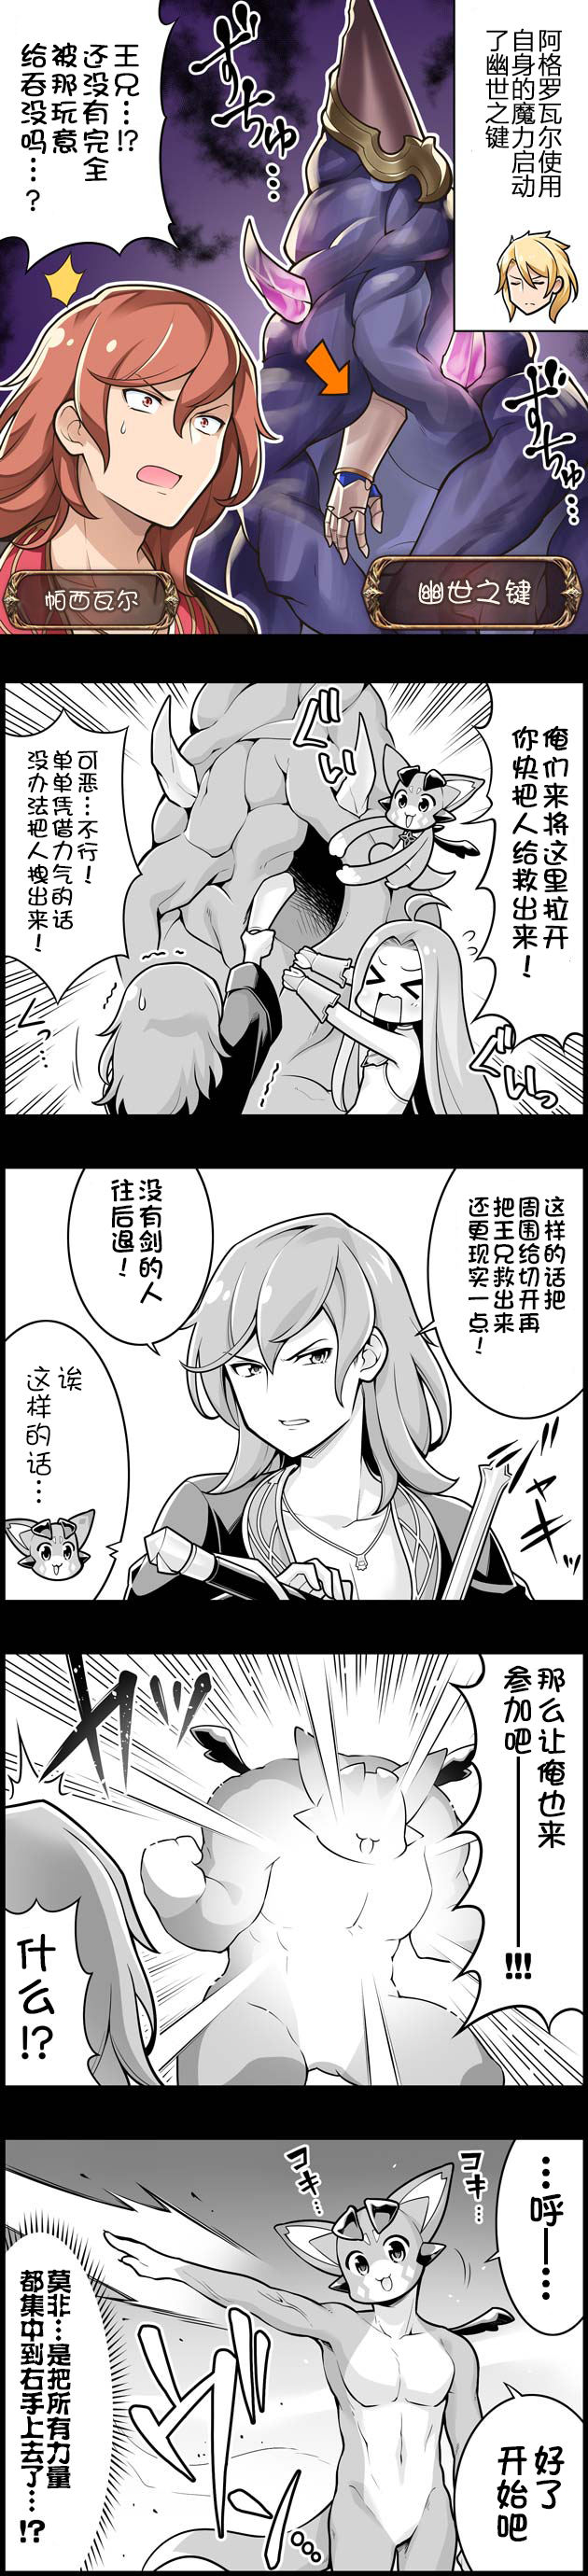 阿格罗瓦尔使用
自身的魔力启动
了幽世之键
ずずず
ずちゅ…
王兄…!?
还没有完全
被那玩意
给吞没吗…?
ずちゅ…
帕西瓦尔
幽世之键
俺们来将这里拉开
你快把人给救出来!
ぐいっ
可恶…不行!
单单凭借力气的话
没办法把人拽出来!
くっ…
ぐいっ
这样的话把
周围给切开再
把王兄救出来
还更现实一点!
没有剑的人
往后退!
诶
这样的话…
ジャキッ
那么让俺也来
参加吧——!!!
什么!?
…呼—…
コキ…
コキ…
好了
开始吧
莫非…是把所有力量
都集中到右手上去了…!?